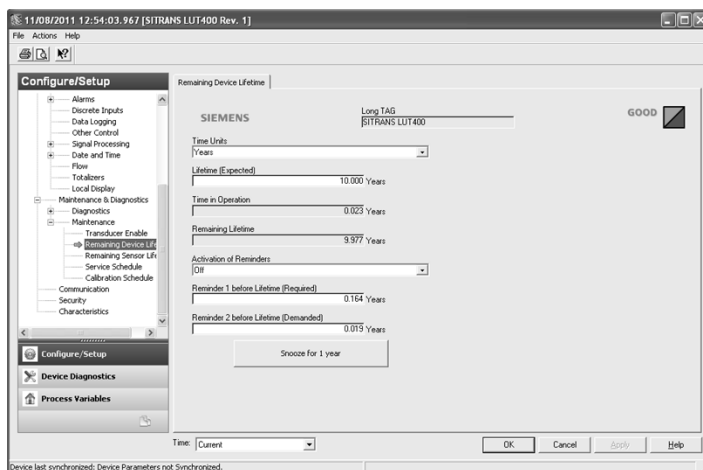 11/08/2011 12:54:03.967 [SITRANS LUT400 Rev. 1]
File Actions Help
Configure/Setup
Alarms
Discrete Inputs
Data Logging
Other Control
Signal Processing
Date and Time
Flow
Totalizers
Local Display
Maintenance & Diagnostics
Diagnostics
Maintenance
Transducer Enable
Remaining Device Life
Remaining Sensor Life
Service Schedule
Calibration Schedule
Communication
Security
Characteristics
Configure/Setup
Device Diagnostics
Process Variables
Remaining Device Lifetime
SIEMENS
Long TAG
SITRANS LUT400
GOOD
Time Units
Years
Lifetime (Expected)
10.000 Years
Time in Operation
0.023 Years
Remaining Lifetime
9.977 Years
Activation of Reminders
Off
Reminder 1 before Lifetime (Required)
0.164 Years
Reminder 2 before Lifetime (Demanded)
0.019 Years
Snooze for 1 year
Time: Current
OK Cancel Apply Help
Device last synchronized: Device Parameters not Synchronized.